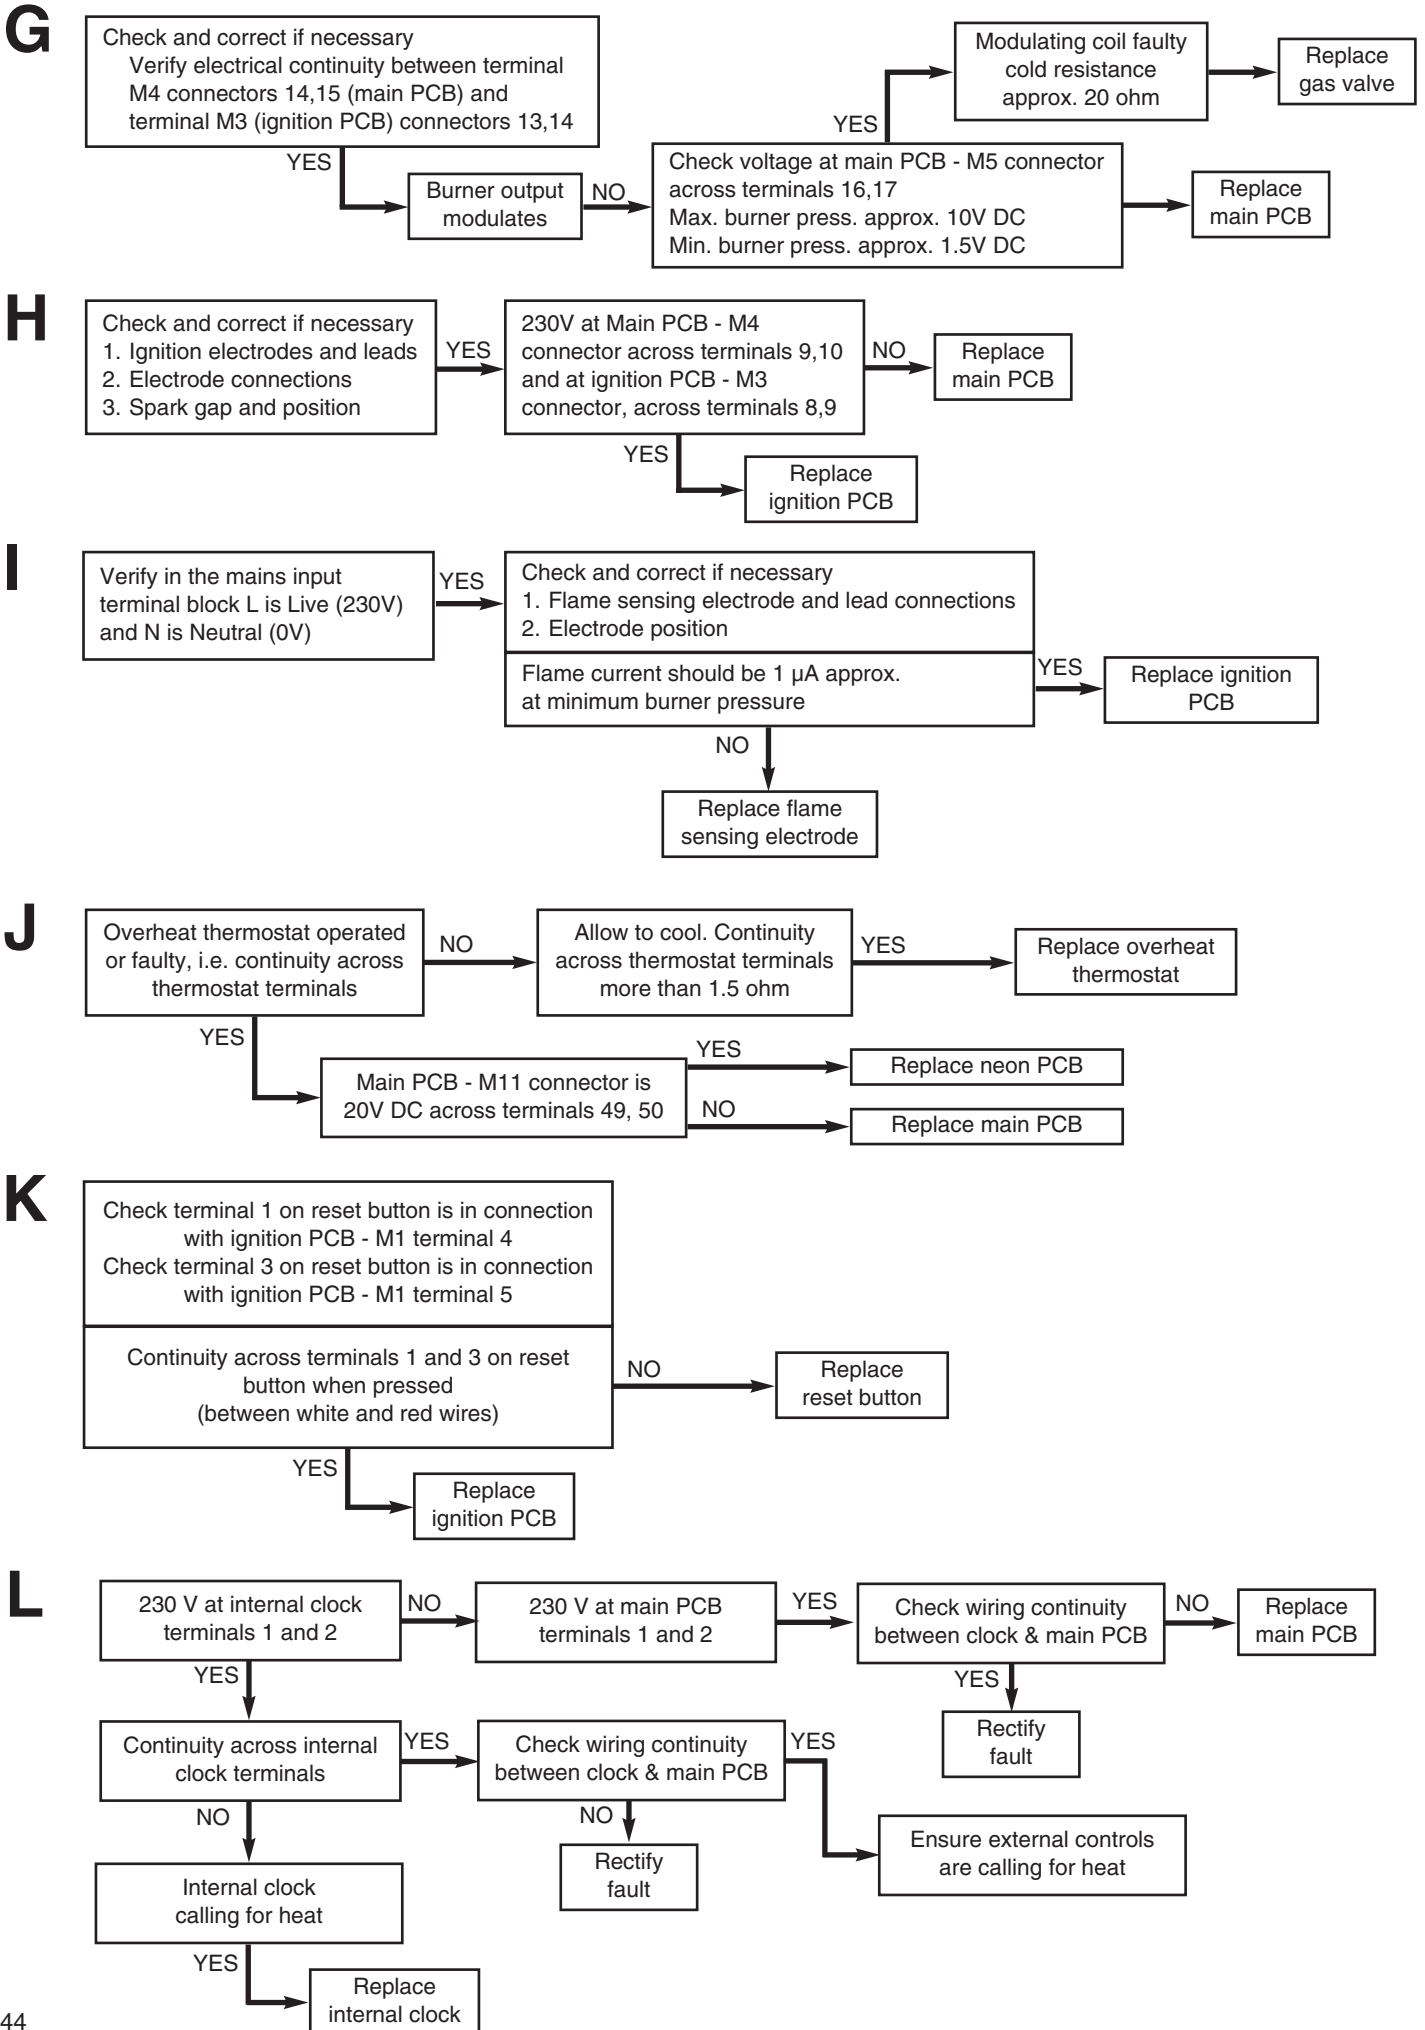 G
Check and correct if necessary
Verify electrical continuity between terminal
M4 connectors 14,15 (main PCB) and
terminal M3 (ignition PCB) connectors 13,14
YES
Burner output
modulates
NO
Check voltage at main PCB - M5 connector
across terminals 16,17
Max. burner press. approx. 10V DC
Min. burner press. approx. 1.5V DC
YES
Modulating coil faulty
cold resistance
approx. 20 ohm
Replace
gas valve
Replace
main PCB
H
Check and correct if necessary
1. Ignition electrodes and leads
2. Electrode connections
3. Spark gap and position
YES
230V at Main PCB - M4
connector across terminals 9,10
and at ignition PCB - M3
connector, across terminals 8,9
NO
Replace
main PCB
YES
Replace
ignition PCB
I
Verify in the mains input
terminal block L is Live (230V)
and N is Neutral (0V)
YES
Check and correct if necessary
1. Flame sensing electrode and lead connections
2. Electrode position
Flame current should be 1 µA approx.
at minimum burner pressure
YES
Replace ignition
PCB
NO
Replace flame
sensing electrode
J
Overheat thermostat operated
or faulty, i.e. continuity across
thermostat terminals
NO
Allow to cool. Continuity
across thermostat terminals
more than 1.5 ohm
YES
Replace overheat
thermostat
YES
Main PCB - M11 connector is
20V DC across terminals 49, 50
YES
Replace neon PCB
NO
Replace main PCB
K
Check terminal 1 on reset button is in connection
with ignition PCB - M1 terminal 4
Check terminal 3 on reset button is in connection
with ignition PCB - M1 terminal 5
Continuity across terminals 1 and 3 on reset
button when pressed
(between white and red wires)
NO
Replace
reset button
YES
Replace
ignition PCB
L
230 V at internal clock
terminals 1 and 2
NO
230 V at main PCB
terminals 1 and 2
YES
Check wiring continuity
between clock & main PCB
NO
Replace
main PCB
YES
Rectify
fault
YES
Continuity across internal
clock terminals
YES
Check wiring continuity
between clock & main PCB
YES
Ensure external controls
are calling for heat
NO
Rectify
fault
NO
Internal clock
calling for heat
YES
Replace
internal clock
44